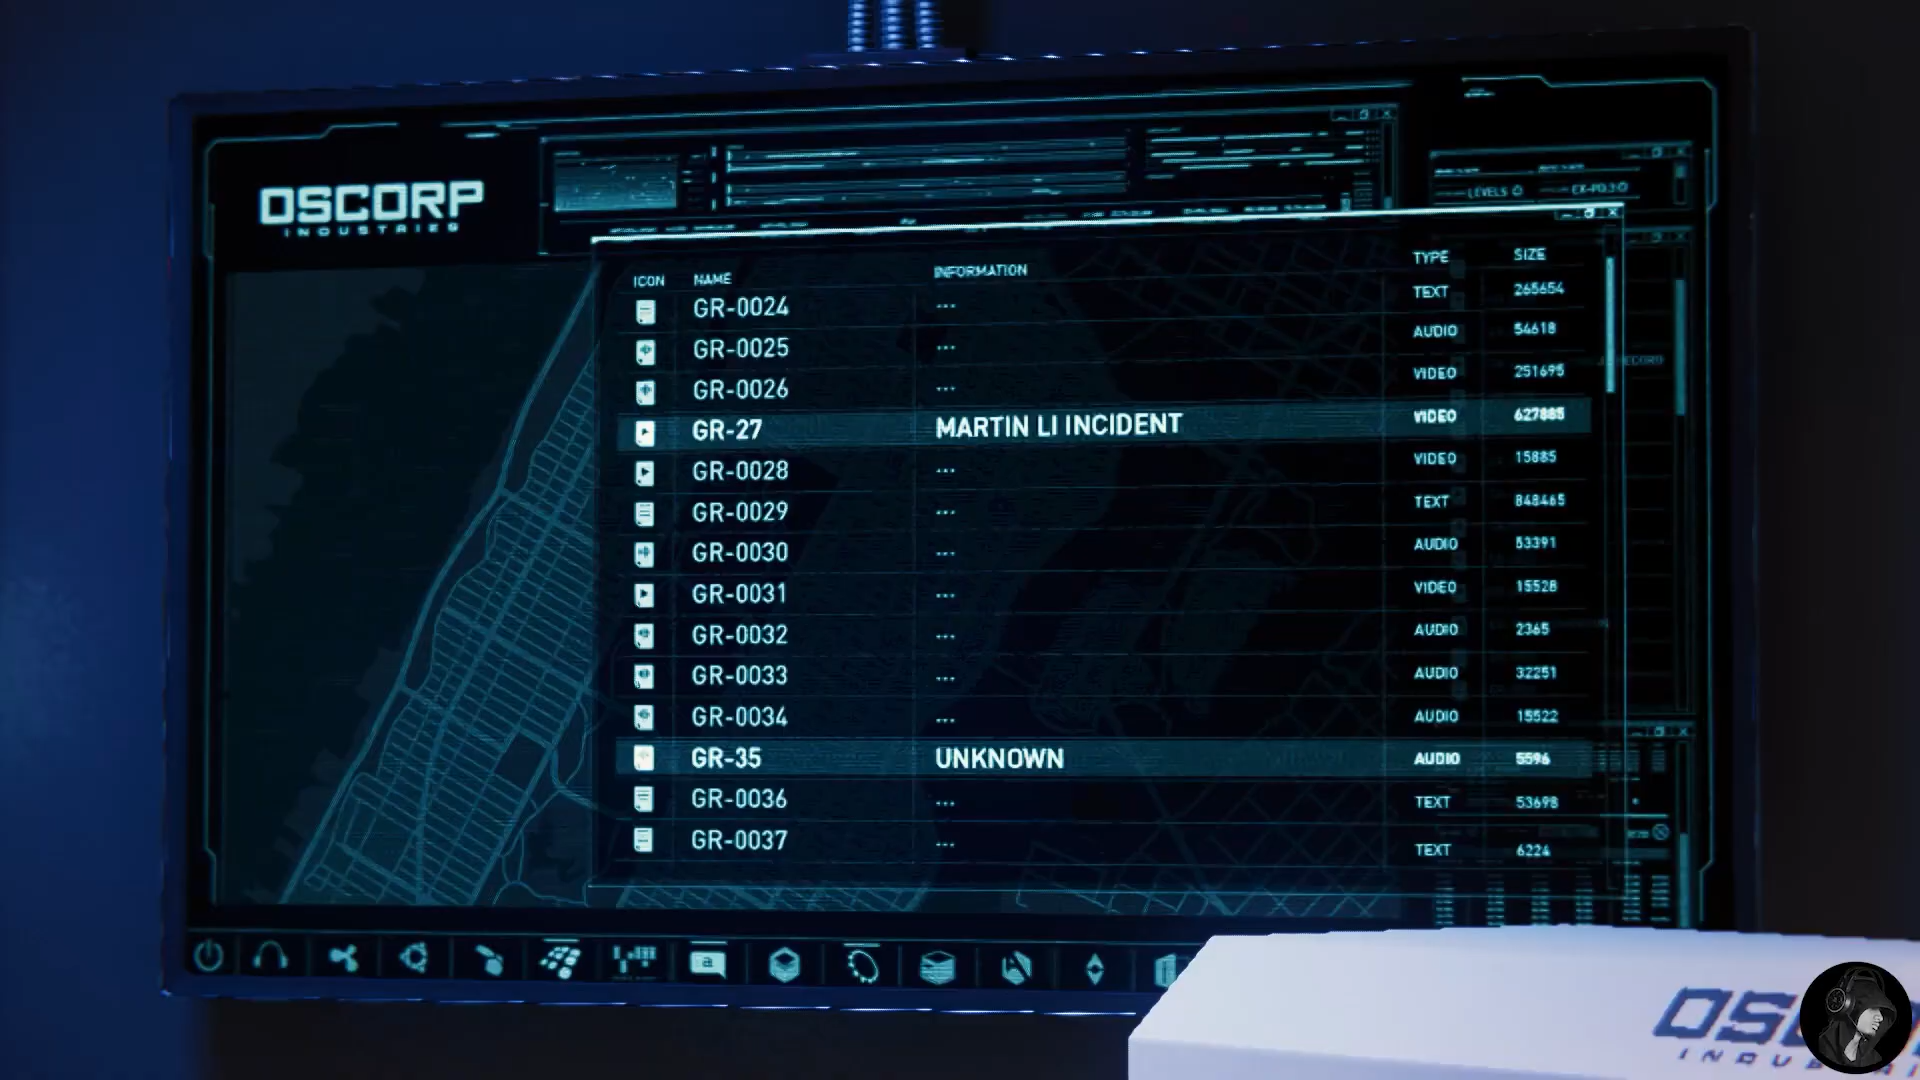 OSCORP
INDUSTRIES
LEVELS
ICON NAME INFORMATION TYPE SIZE
GR-0024 ... TEXT 265654
GR-0025 ... AUDIO 54618
GR-0026 ... VIDEO 251695
GR-27 MARTIN LI INCIDENT VIDEO 627885
GR-0028 ... VIDEO 15885
GR-0029 ... TEXT 848465
GR-0030 ... AUDIO 53391
GR-0031 ... VIDEO 15528
GR-0032 ... AUDIO 2365
GR-0033 ... AUDIO 32251
GR-0034 ... AUDIO 15522
GR-35 UNKNOWN AUDIO 5596
GR-0036 ... TEXT 53698
GR-0037 ... TEXT 6224
a
OS
INDU